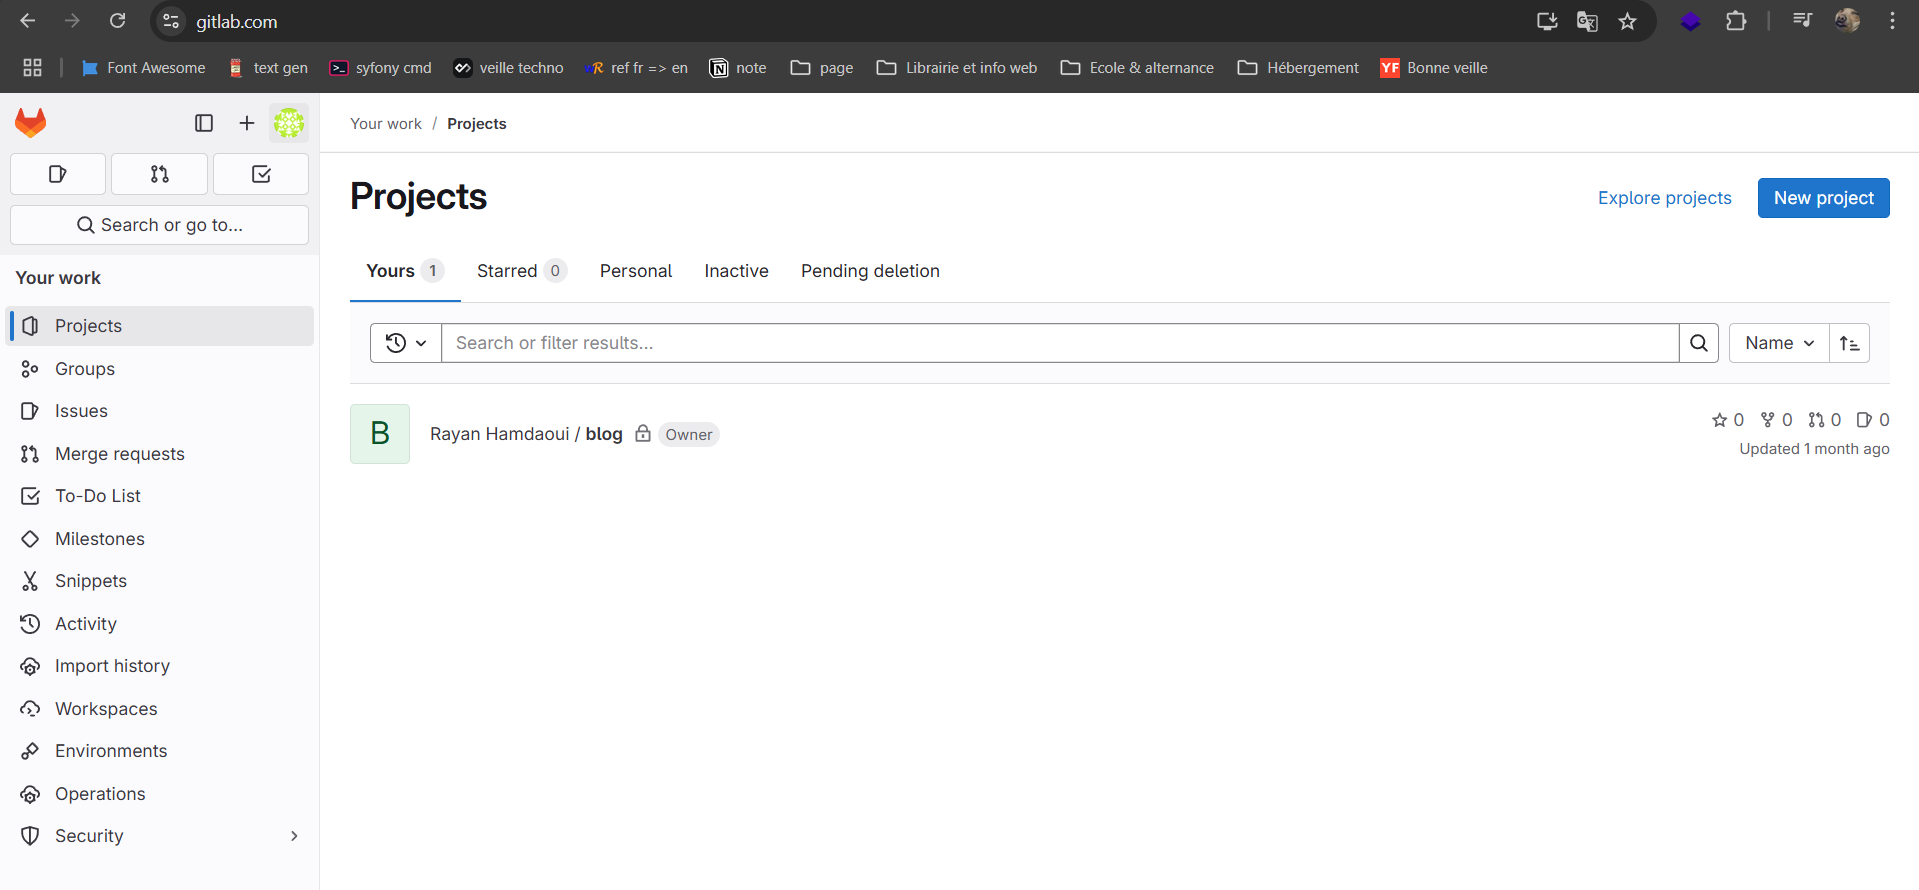 gitlab.com
Font Awesome text gen syfony cmd veille techno ref fr => en note page Librairie et info web Ecole & alternance Hébergement YF Bonne veille
Your work / Projects
Search or go to...
Your work
Projects
Groups
Issues
Merge requests
To-Do List
Milestones
Snippets
Activity
Import history
Workspaces
Environments
Operations
Security
Projects
Explore projects New project
Yours 1 Starred 0 Personal Inactive Pending deletion
Search or filter results... Name
B Rayan Hamdaoui / blog Owner 0 0 0 0
Updated 1 month ago